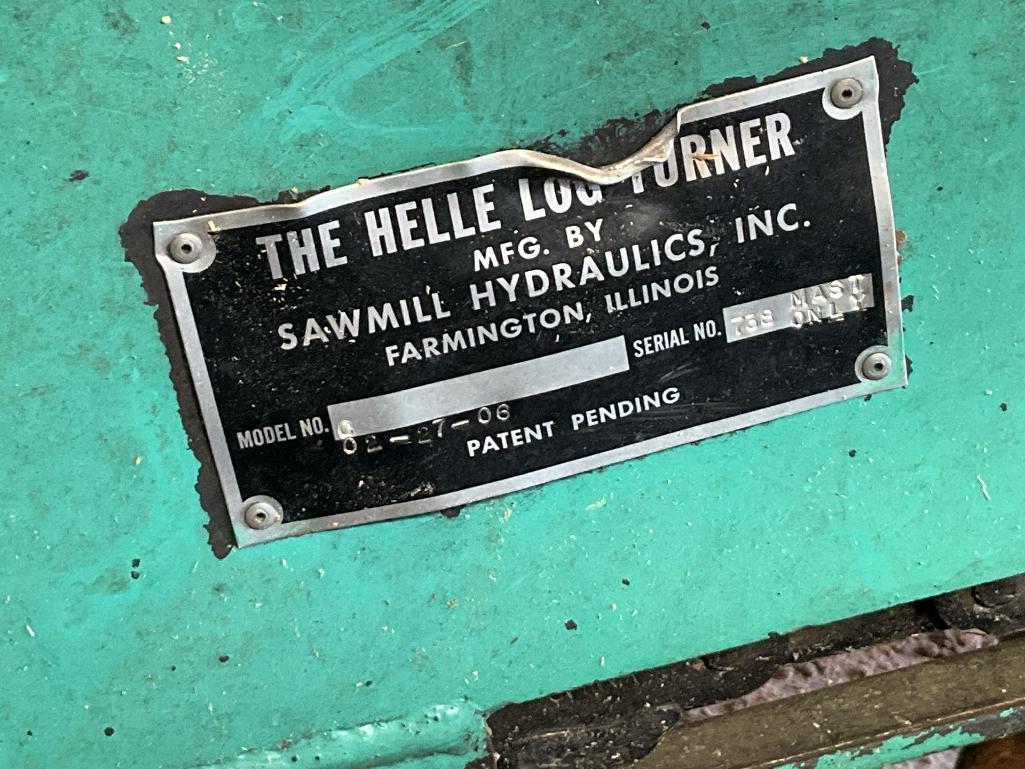 THE HELLE LOG TURNER
MFG. BY
SAWMILL HYDRAULICS, INC.
FARMINGTON, ILLINOIS
MODEL NO. SERIAL NO. 738 MAST
ONLY
02-27-06
PATENT PENDING